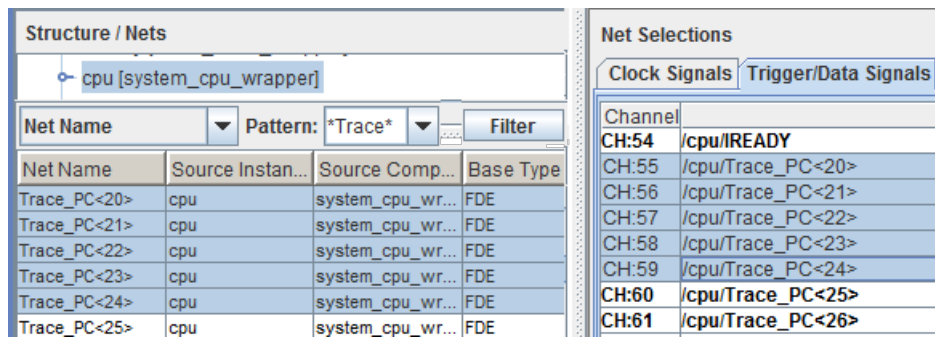 Structure / Nets
cpu [system_cpu_wrapper]
Net Name Pattern: *Trace* Filter
Net Name Source Instan... Source Comp... Base Type
Trace_PC<20> cpu system_cpu_wr... FDE
Trace_PC<21> cpu system_cpu_wr... FDE
Trace_PC<22> cpu system_cpu_wr... FDE
Trace_PC<23> cpu system_cpu_wr... FDE
Trace_PC<24> cpu system_cpu_wr... FDE
Trace_PC<25> cpu system_cpu_wr... FDE
Net Selections
Clock Signals Trigger/Data Signals
Channel
CH:54 /cpu/IREADY
CH:55 /cpu/Trace_PC<20>
CH:56 /cpu/Trace_PC<21>
CH:57 /cpu/Trace_PC<22>
CH:58 /cpu/Trace_PC<23>
CH:59 /cpu/Trace_PC<24>
CH:60 /cpu/Trace_PC<25>
CH:61 /cpu/Trace_PC<26>